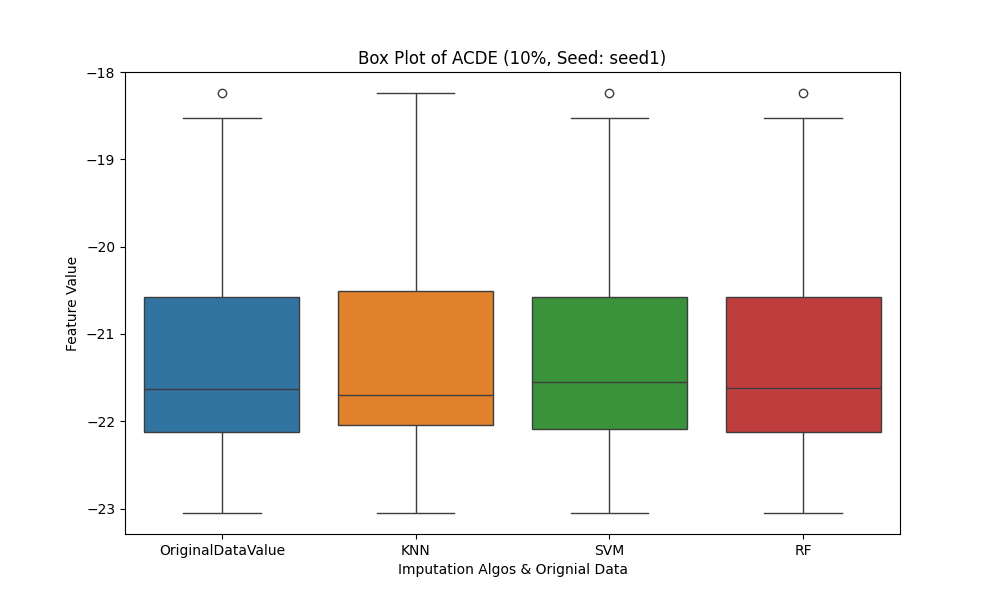 Box Plot of ACDE (10%, Seed: seed1)
Feature Value
−18
−19
−20
−21
−22
−23
OriginalDataValue
KNN
SVM
RF
Imputation Algos & Orignial Data